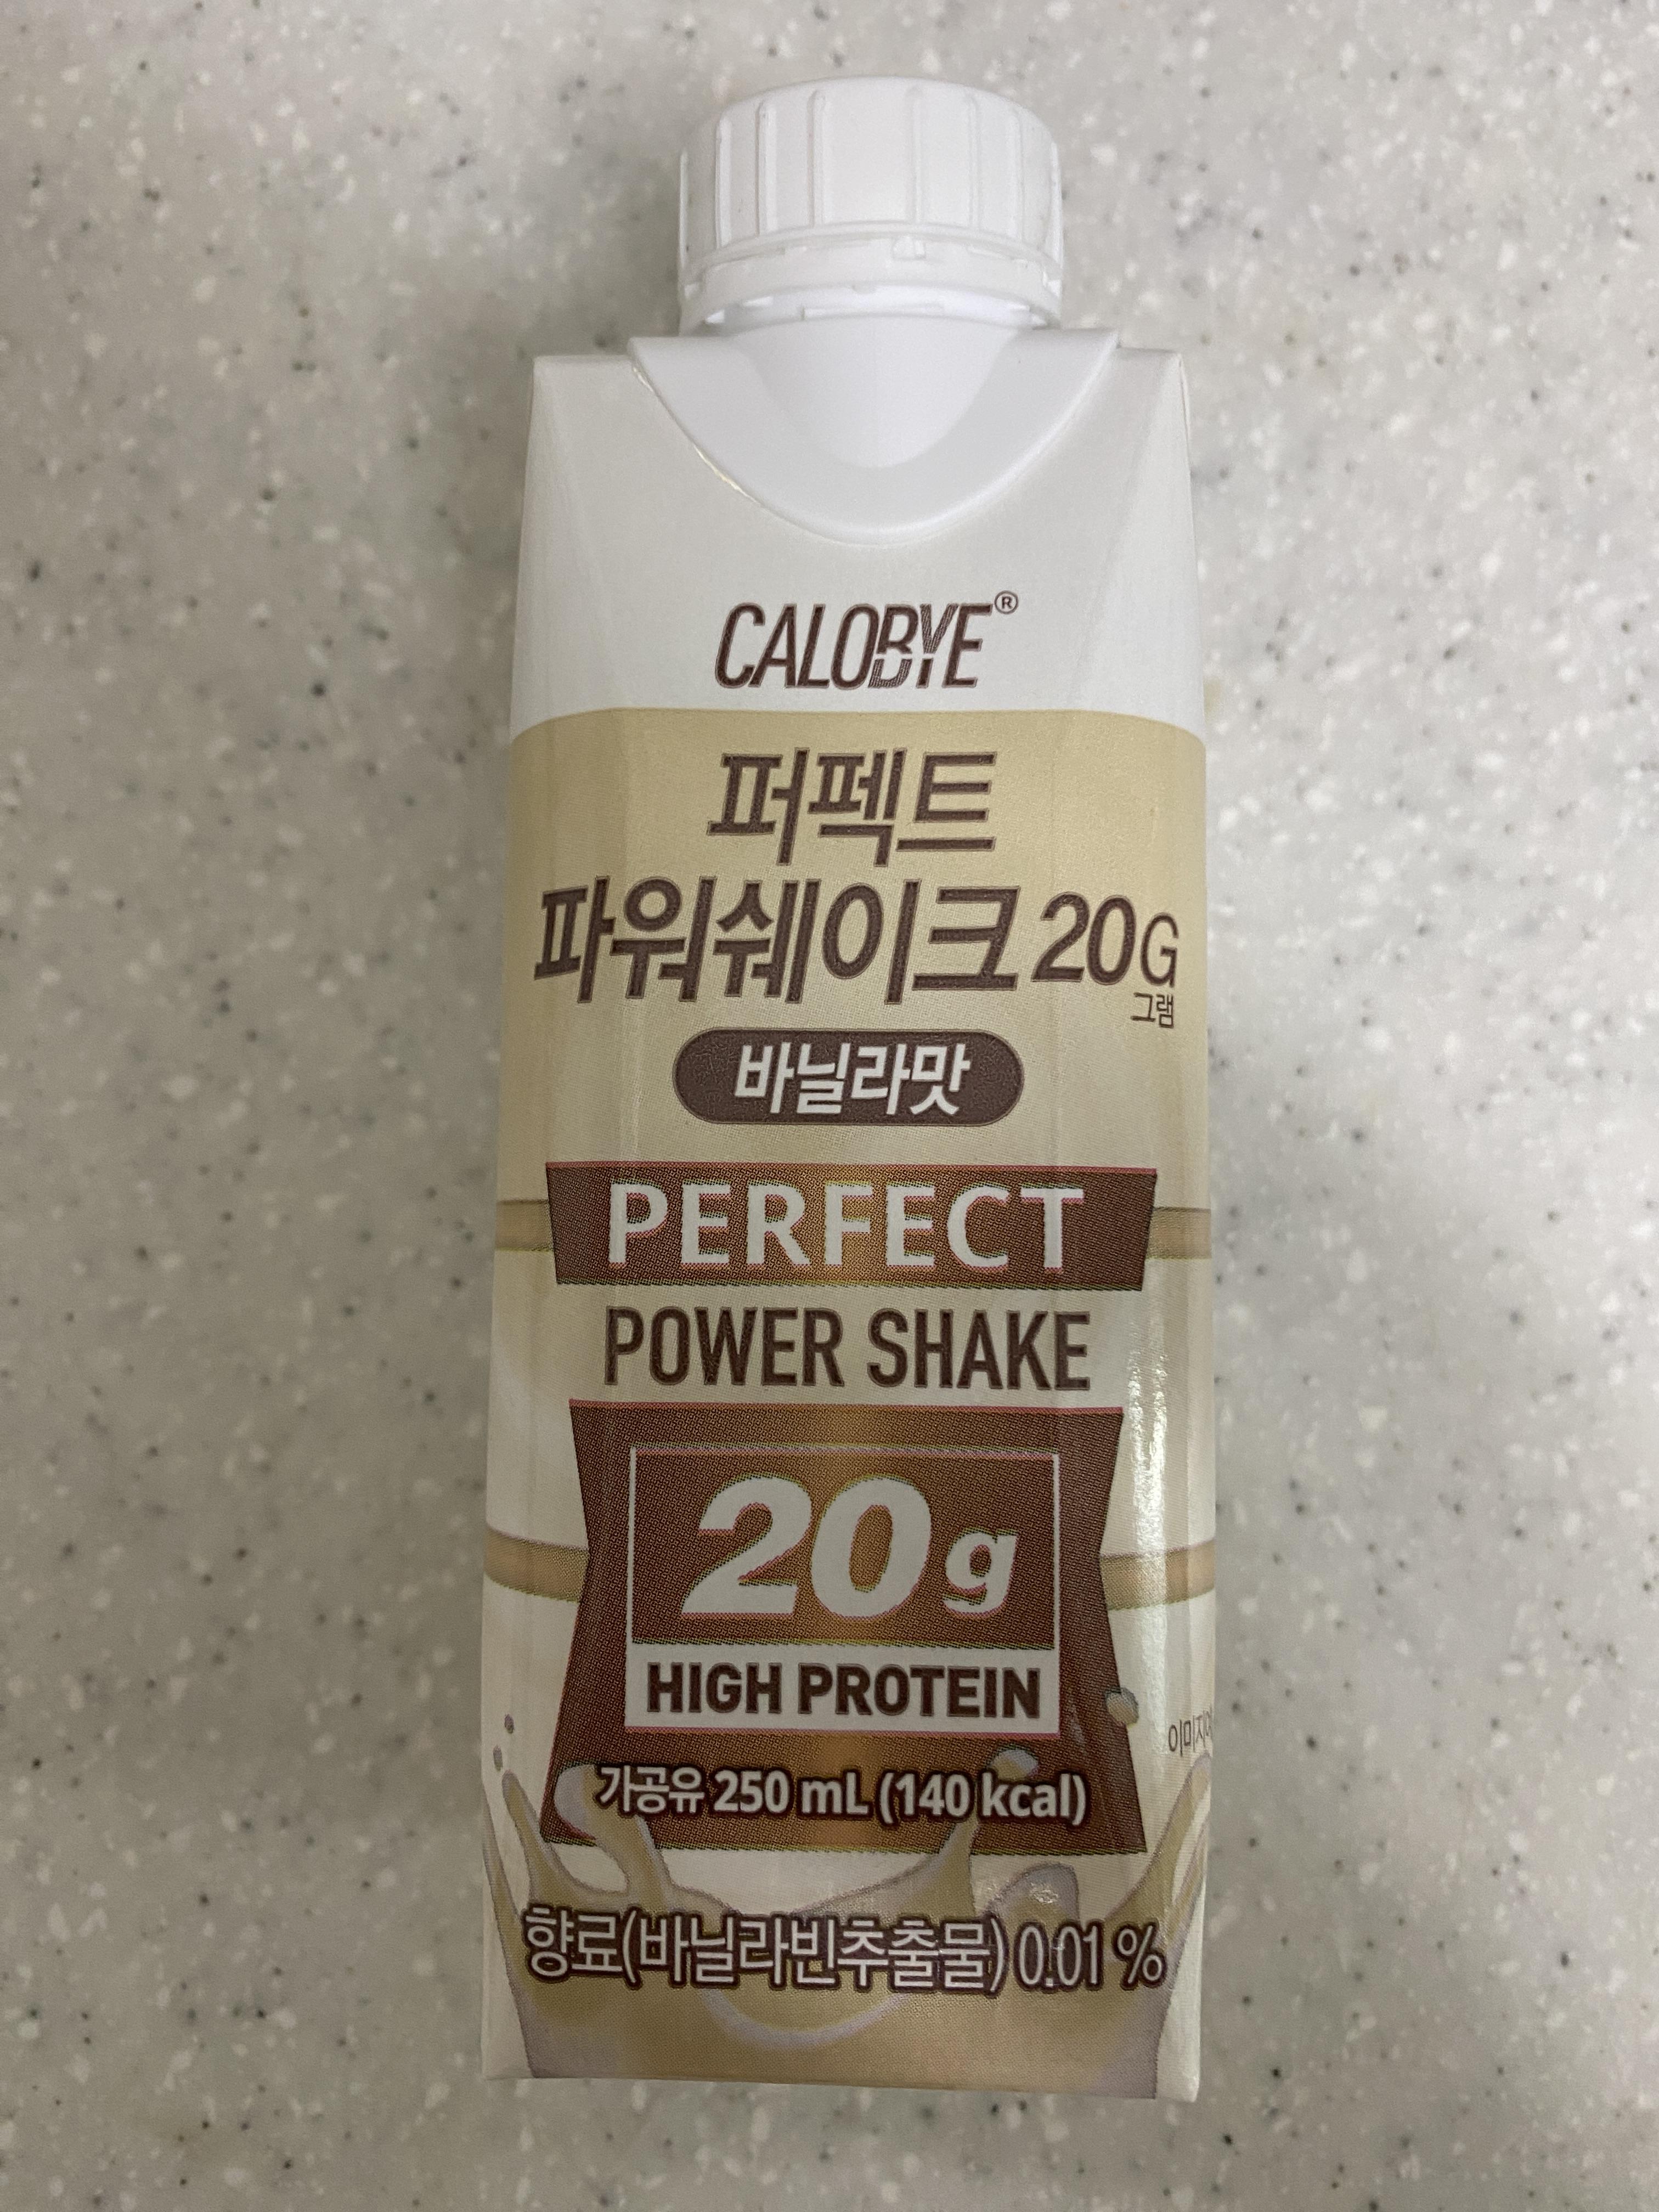 CALOBYE®
퍼펙트
파워쉐이크 20G
그램
바닐라맛
PERFECT
POWER SHAKE
20g
HIGH PROTEIN
가공유 250 mL (140 kcal)
향료(바닐라빈추출물) 0.01 %